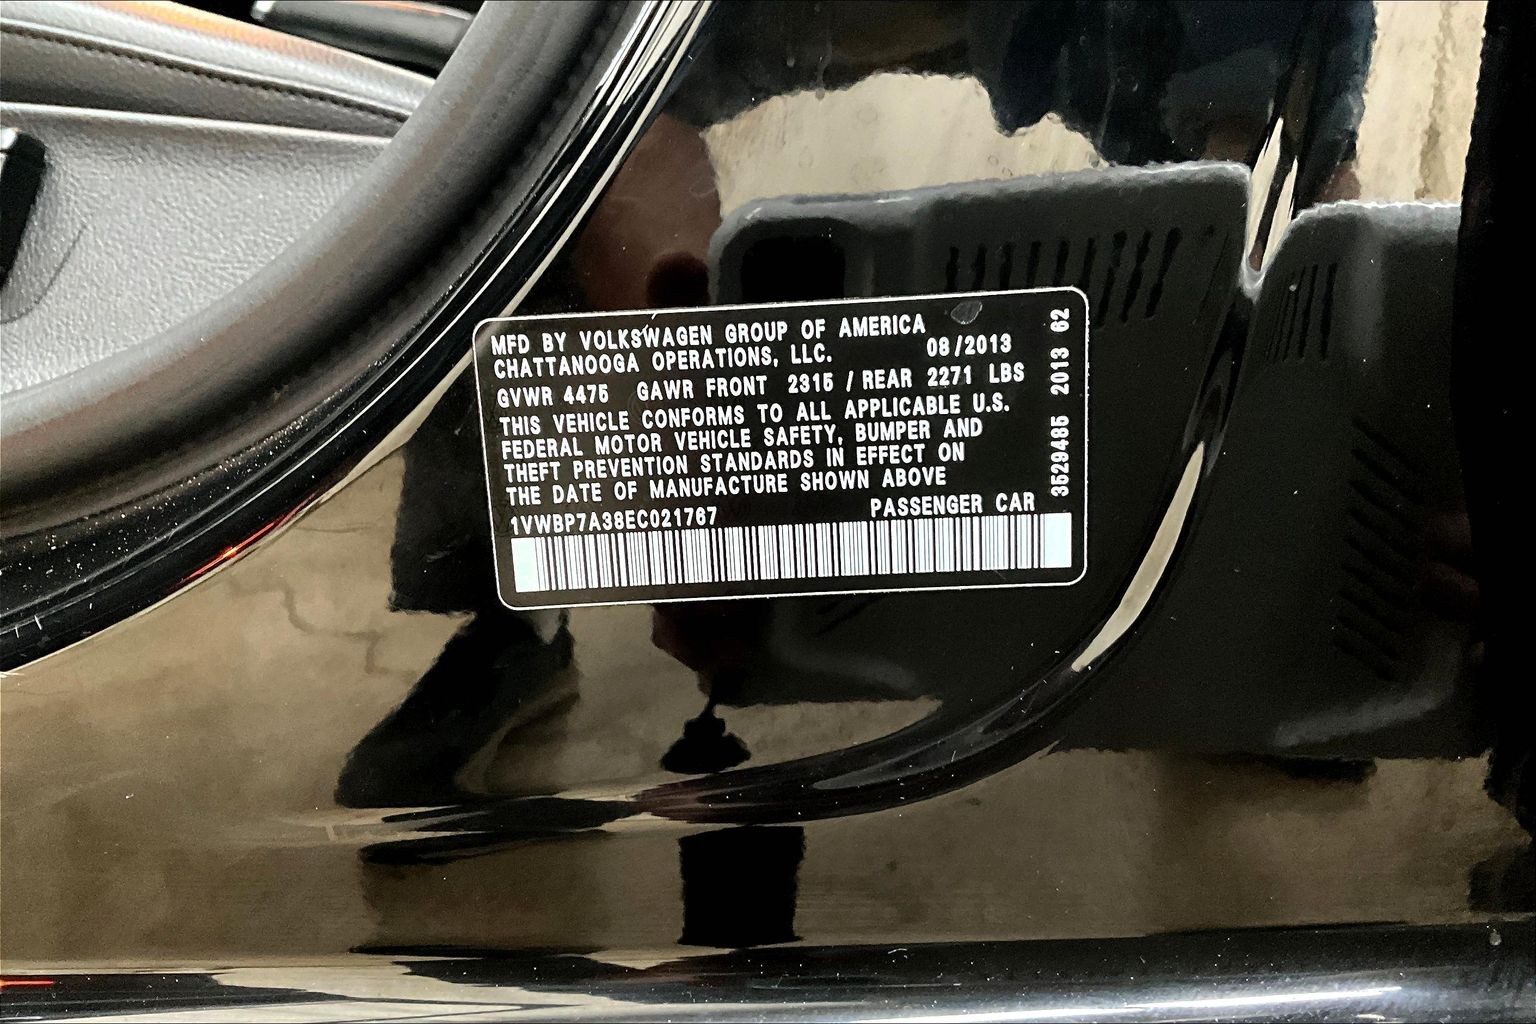 MFD BY VOLKSWAGEN GROUP OF AMERICA
CHATTANOOGA OPERATIONS, LLC. 08/2013
GVWR 4475 GAWR FRONT 2315 / REAR 2271 LBS
THIS VEHICLE CONFORMS TO ALL APPLICABLE U.S.
FEDERAL MOTOR VEHICLE SAFETY, BUMPER AND
THEFT PREVENTION STANDARDS IN EFFECT ON
THE DATE OF MANUFACTURE SHOWN ABOVE
1VWBP7A38EC021767 PASSENGER CAR
3529485 2013 62